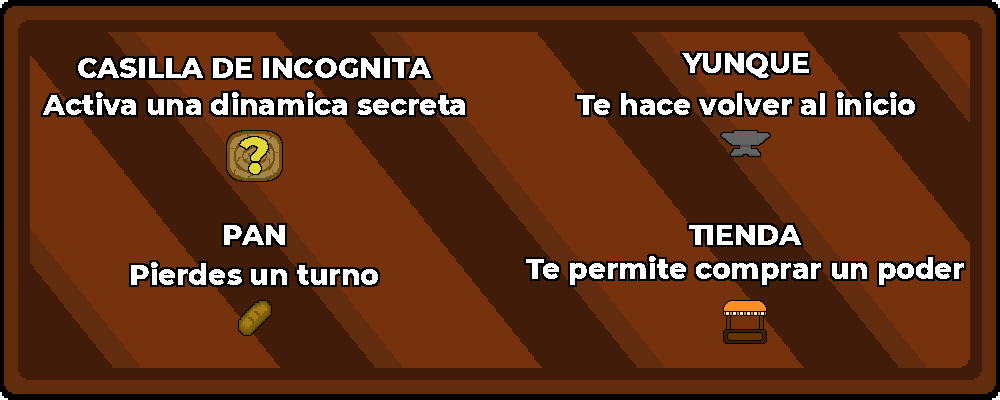 CASILLA DE INCOGNITA
Activa una dinamica secreta
?
YUNQUE
Te hace volver al inicio
PAN
Pierdes un turno
TIENDA
Te permite comprar un poder